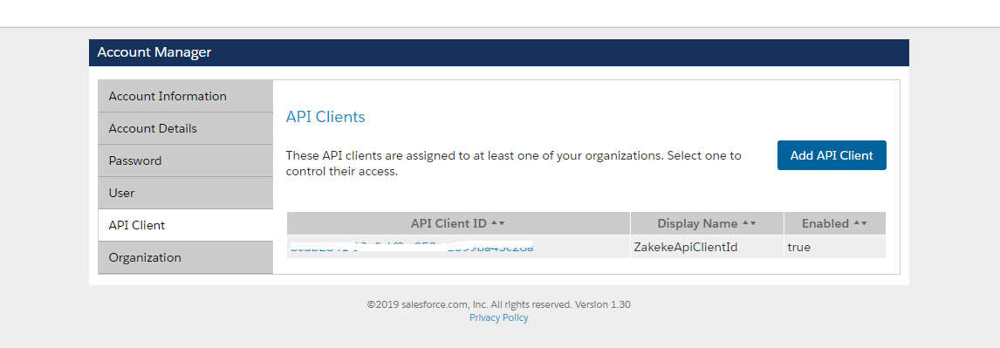 Account Manager
Account Information
Account Details
Password
User
API Client
Organization
API Clients
These API clients are assigned to at least one of your organizations. Select one to
control their access.
Add API Client
API Client ID Display Name Enabled
ZakekeApiClientId true
©2019 salesforce.com, Inc. All rights reserved. Version 1.30
Privacy Policy